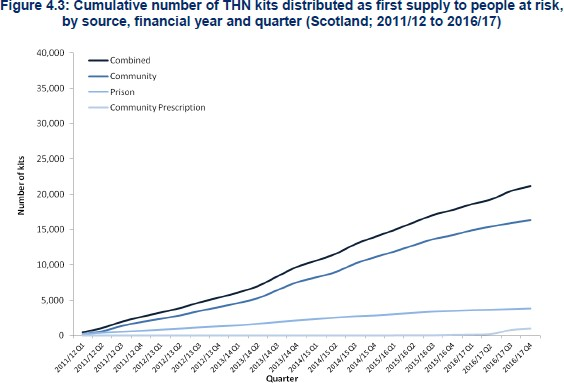 Figure 4.3: Cumulative number of THN kits distributed as first supply to people at risk,
by source, financial year and quarter (Scotland; 2011/12 to 2016/17)
40,000
35,000
30,000
25,000
20,000
15,000
10,000
5,000
0
Number of kits
Combined
Community
Prison
Community Prescription
2011/12 Q1
2011/12 Q2
2011/12 Q3
2011/12 Q4
2012/13 Q1
2012/13 Q2
2012/13 Q3
2012/13 Q4
2013/14 Q1
2013/14 Q2
2013/14 Q3
2013/14 Q4
2014/15 Q1
2014/15 Q2
2014/15 Q3
2014/15 Q4
2015/16 Q1
2015/16 Q2
2015/16 Q3
2015/16 Q4
2016/17 Q1
2016/17 Q2
2016/17 Q3
2016/17 Q4
Quarter